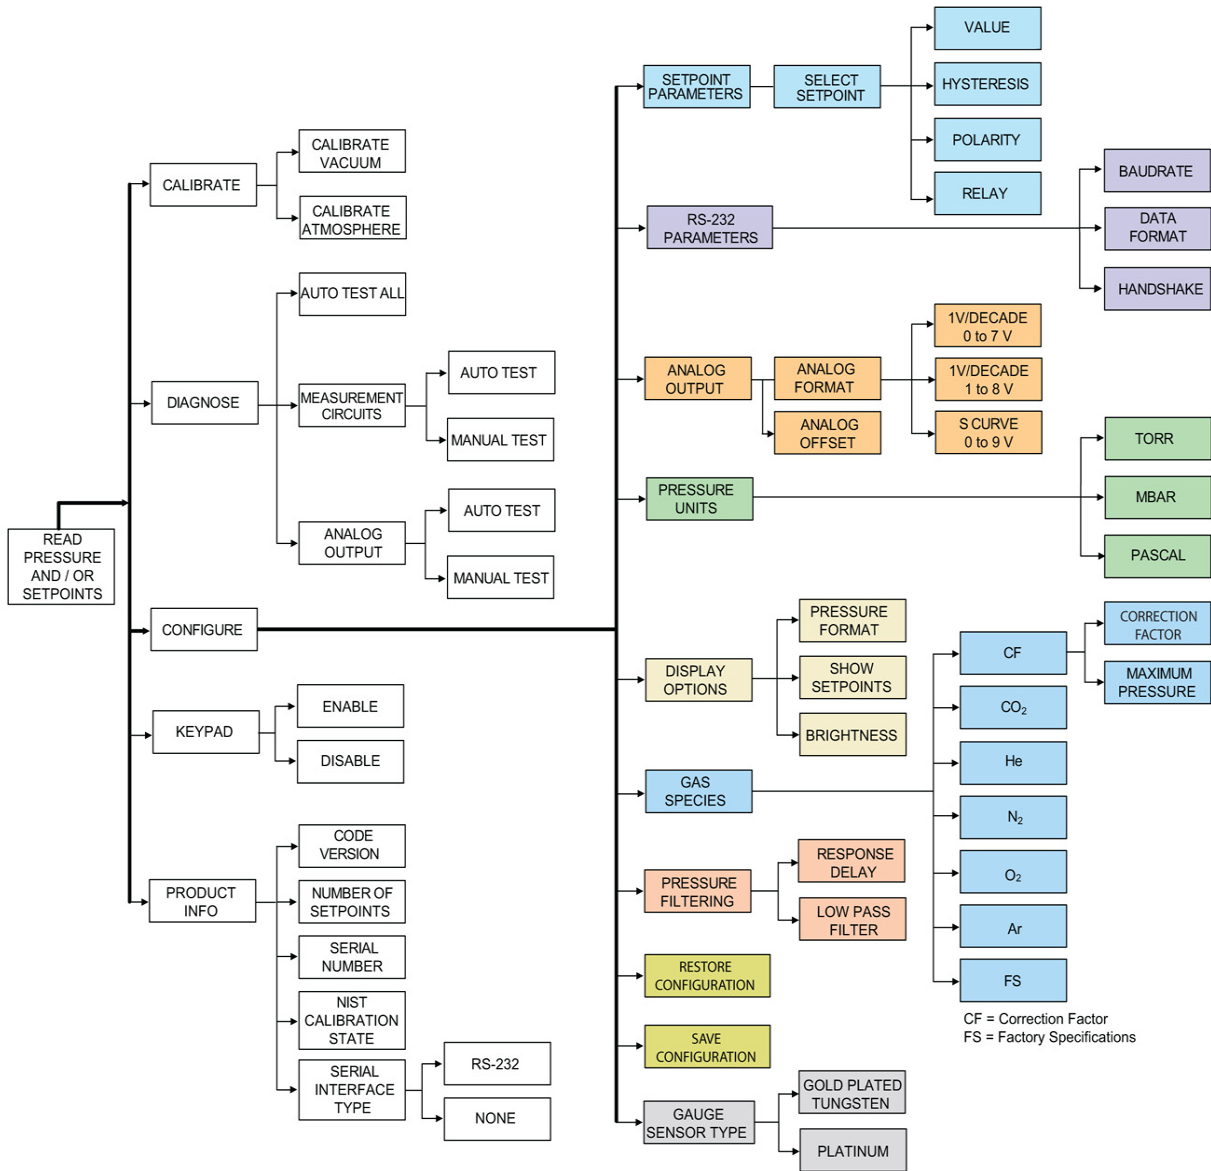 READ
PRESSURE
AND / OR
SETPOINTS
CALIBRATE
CALIBRATE
VACUUM
CALIBRATE
ATMOSPHERE
DIAGNOSE
AUTO TEST ALL
MEASUREMENT
CIRCUITS
AUTO TEST
MANUAL TEST
ANALOG
OUTPUT
AUTO TEST
MANUAL TEST
CONFIGURE
KEYPAD
ENABLE
DISABLE
PRODUCT
INFO
CODE
VERSION
NUMBER OF
SETPOINTS
SERIAL
NUMBER
NIST
CALIBRATION
STATE
SERIAL
INTERFACE
TYPE
RS-232
NONE
SETPOINT
PARAMETERS
SELECT
SETPOINT
VALUE
HYSTERESIS
POLARITY
RELAY
RS-232
PARAMETERS
BAUDRATE
DATA
FORMAT
HANDSHAKE
ANALOG
OUTPUT
ANALOG
FORMAT
ANALOG
OFFSET
1V/DECADE
0 to 7 V
1V/DECADE
1 to 8 V
S CURVE
0 to 9 V
PRESSURE
UNITS
TORR
MBAR
PASCAL
DISPLAY
OPTIONS
PRESSURE
FORMAT
SHOW
SETPOINTS
BRIGHTNESS
GAS
SPECIES
CF
CORRECTION
FACTOR
MAXIMUM
PRESSURE
CO₂
He
N₂
O₂
Ar
FS
CF = Correction Factor
FS = Factory Specifications
PRESSURE
FILTERING
RESPONSE
DELAY
LOW PASS
FILTER
RESTORE
CONFIGURATION
SAVE
CONFIGURATION
GAUGE
SENSOR TYPE
GOLD PLATED
TUNGSTEN
PLATINUM